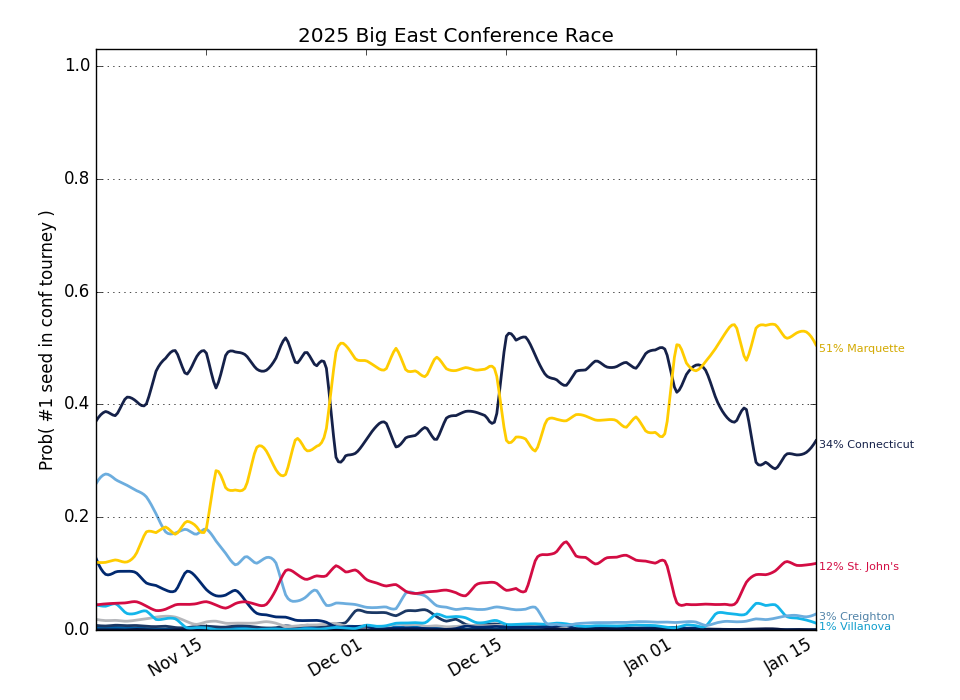 2025 Big East Conference Race
Prob( #1 seed in conf tourney )
1.0
0.8
0.6
0.4
0.2
0.0
Nov 15
Dec 01
Dec 15
Jan 01
Jan 15
51% Marquette
34% Connecticut
12% St. John's
3% Creighton
1% Villanova